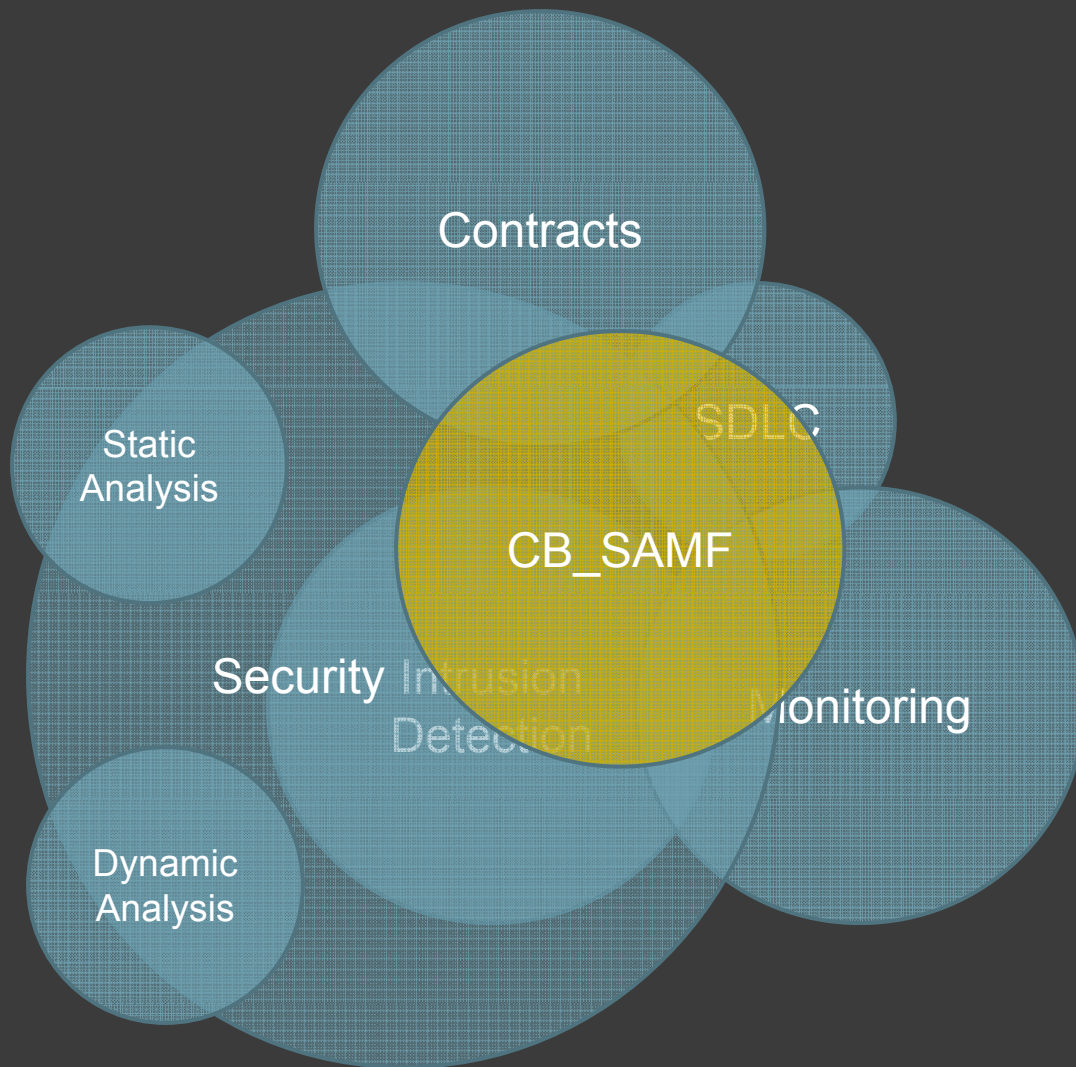 Contracts
SDLC
Static
Analysis
CB_SAMF
Security Intrusion
Detection
Monitoring
Dynamic
Analysis